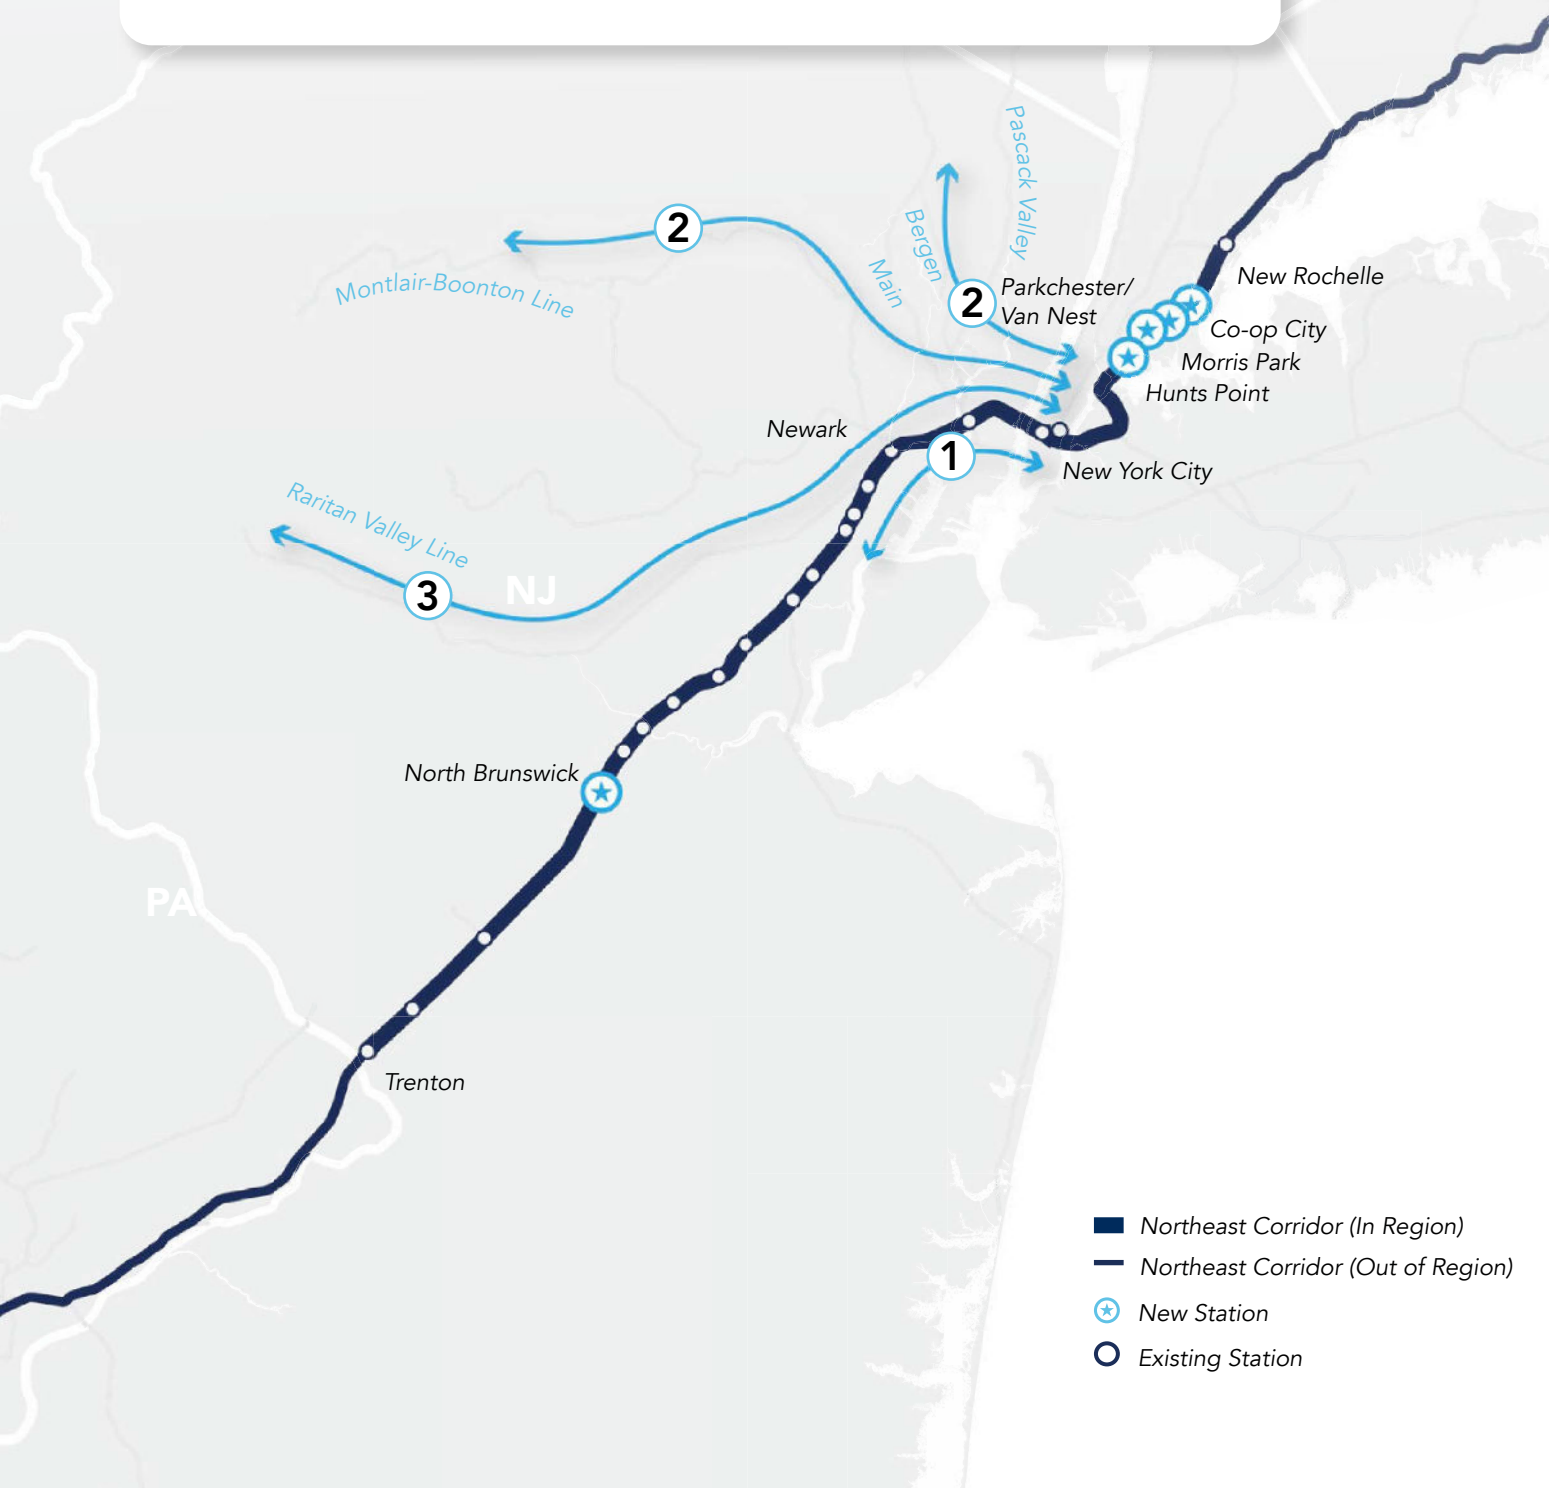 Pascack Valley
Bergen
Main
2
Montlair-Boonton Line
2
Parkchester/
Van Nest
New Rochelle
Co-op City
Morris Park
Hunts Point
Newark
1
New York City
Raritan Valley Line
3
NJ
North Brunswick
PA
Trenton
Northeast Corridor (In Region)
Northeast Corridor (Out of Region)
New Station
Existing Station